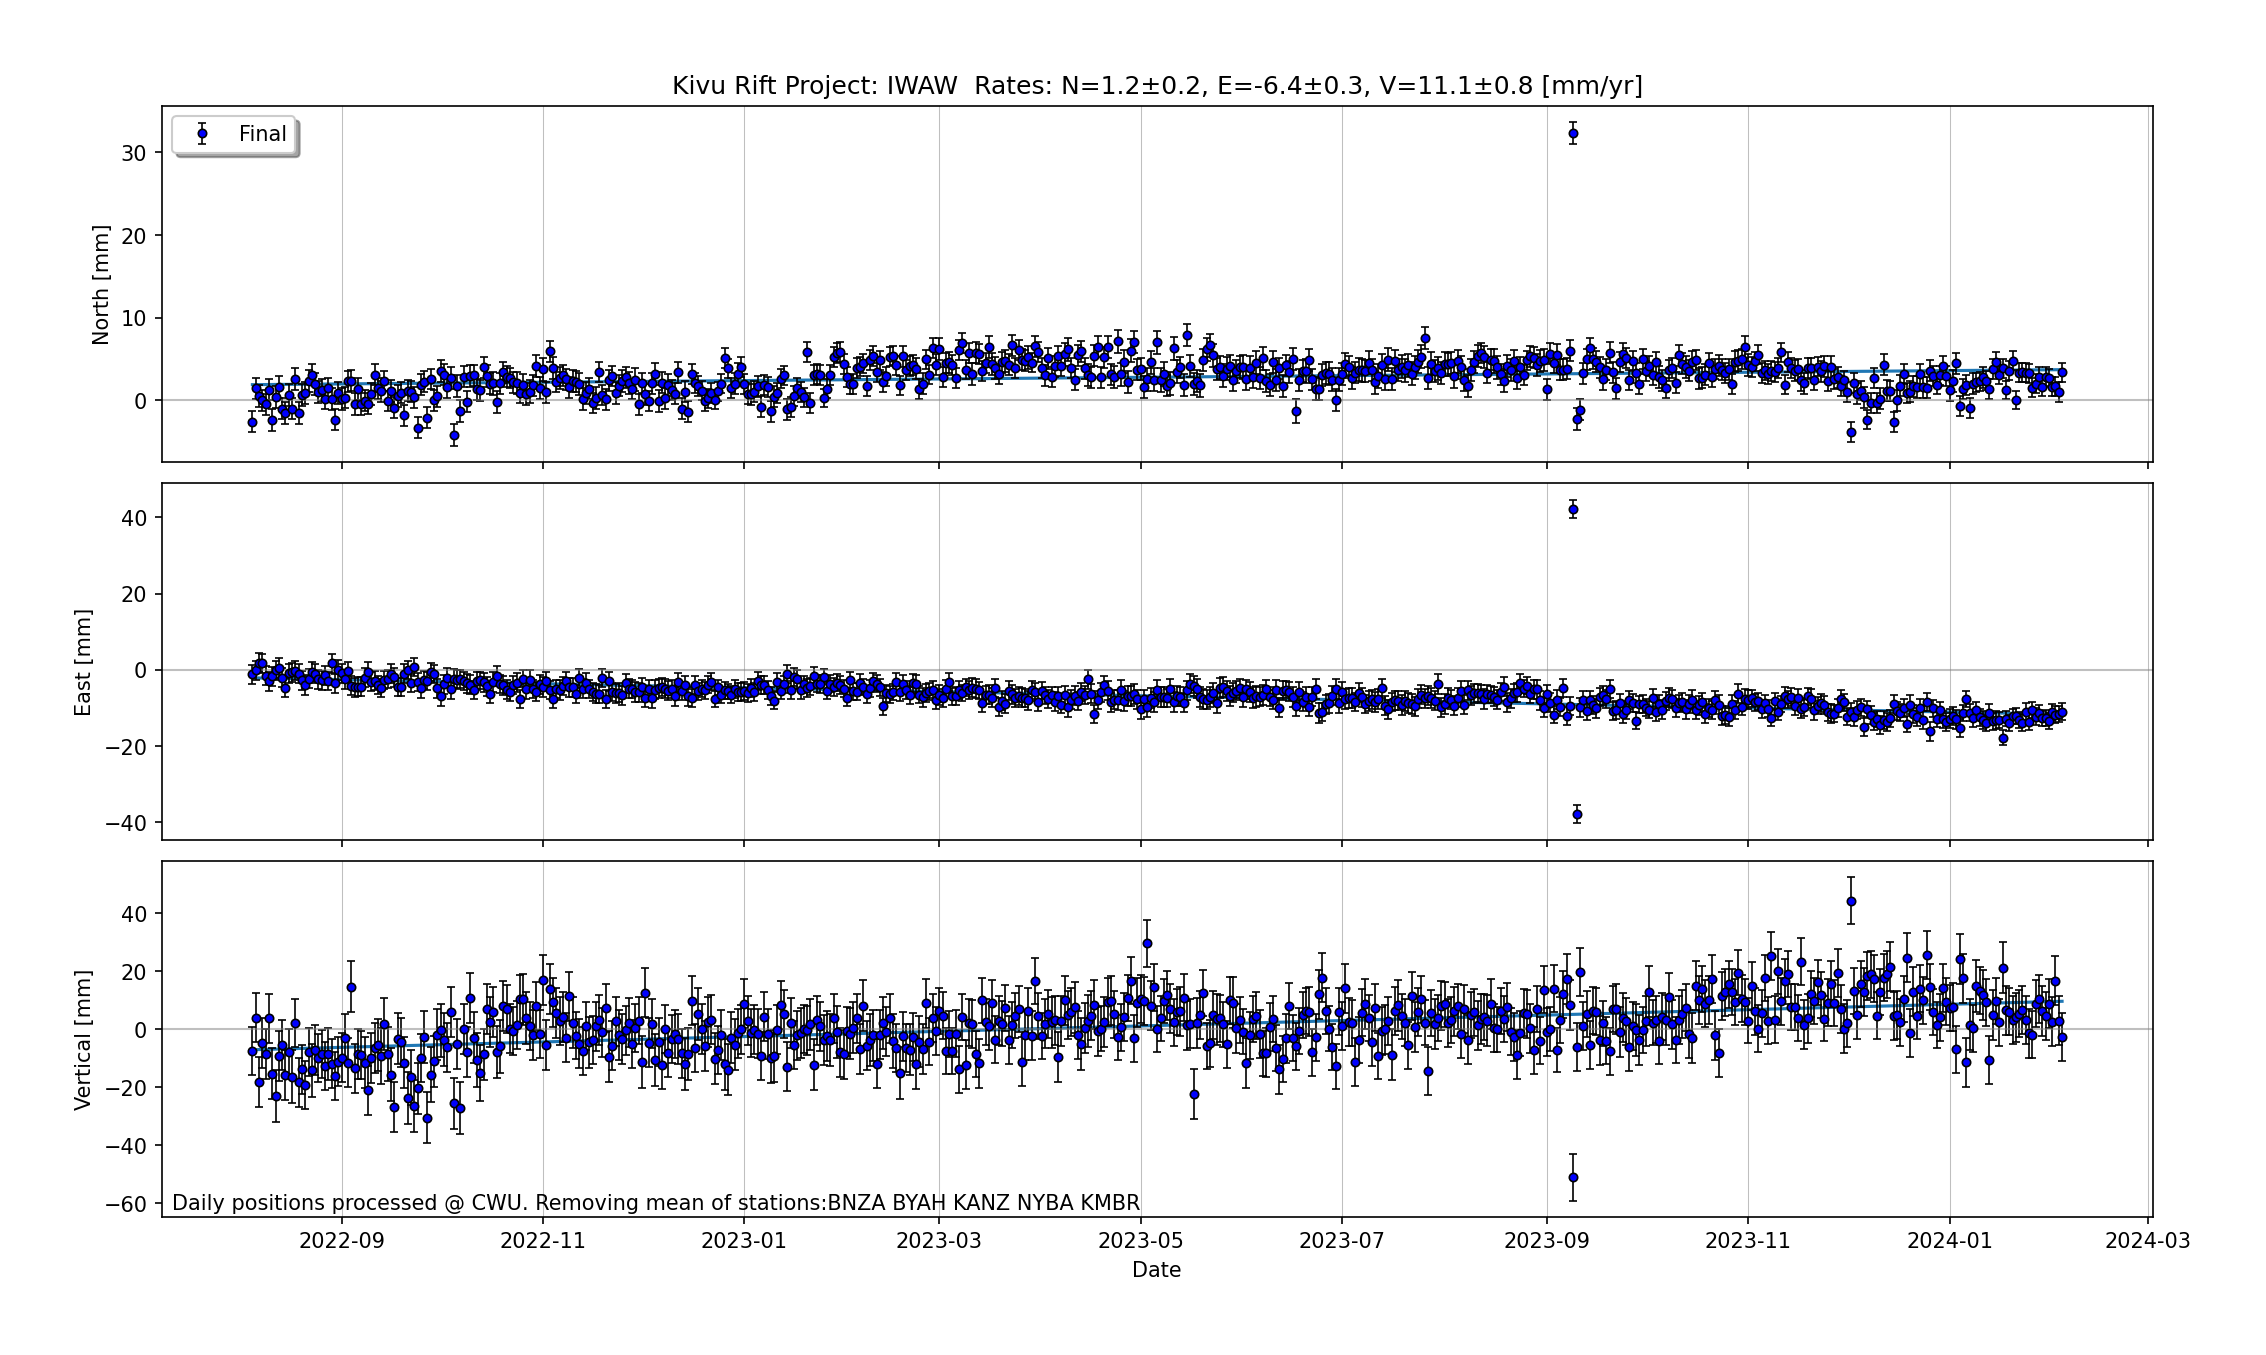 Kivu Rift Project: IWAW  Rates: N=1.2±0.2, E=-6.4±0.3, V=11.1±0.8 [mm/yr]
Final
North [mm]
30
20
10
0
East [mm]
40
20
0
−20
−40
Vertical [mm]
40
20
0
−20
−40
−60
Daily positions processed @ CWU. Removing mean of stations:BNZA BYAH KANZ NYBA KMBR
2022-09 2022-11 2023-01 2023-03 2023-05 2023-07 2023-09 2023-11 2024-01 2024-03
Date